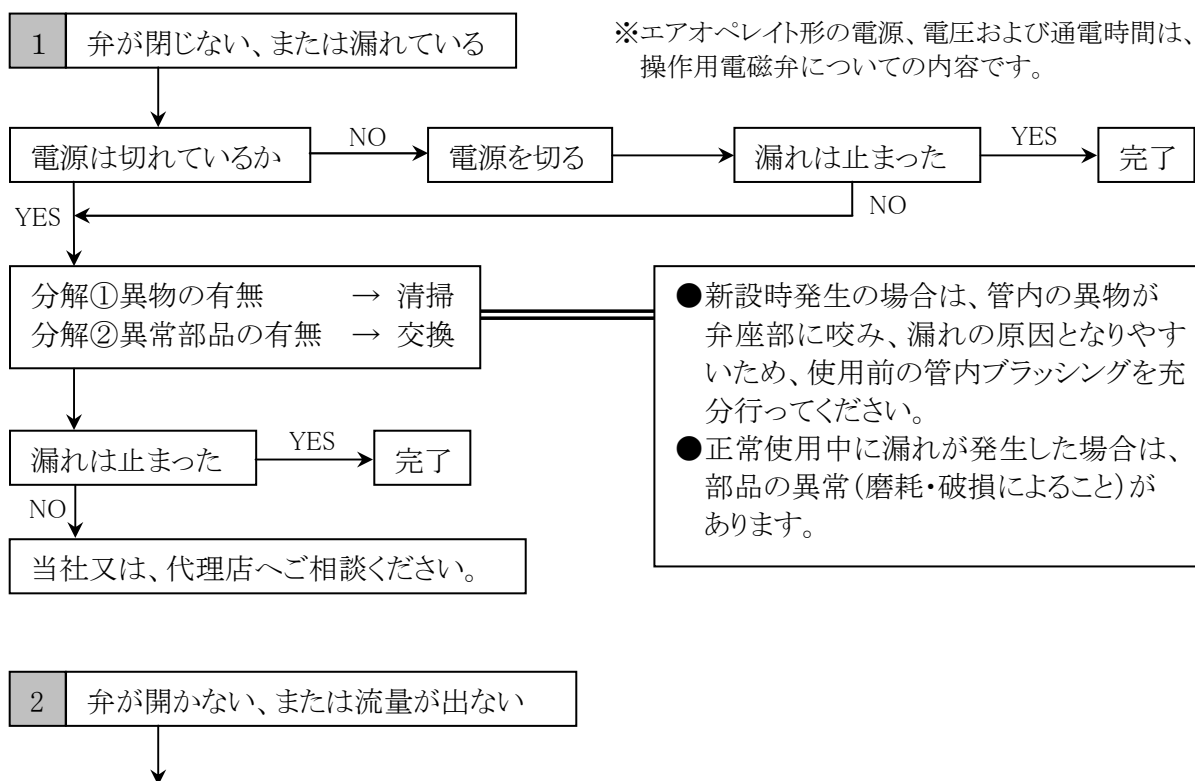 1 弁が閉じない、または漏れている
※エアオペレイト形の電源、電圧および通電時間は、
操作用電磁弁についての内容です。
電源は切れているか
NO
電源を切る
漏れは止まった
YES
完了
YES
NO
分解①異物の有無 → 清掃
分解②異常部品の有無 → 交換
●新設時発生の場合は、管内の異物が
弁座部に咬み、漏れの原因となりやす
いため、使用前の管内ブラッシングを充
分行ってください。
●正常使用中に漏れが発生した場合は、
部品の異常(磨耗・破損によること)が
あります。
漏れは止まった
YES
完了
NO
当社又は、代理店へご相談ください。
2 弁が開かない、または流量が出ない